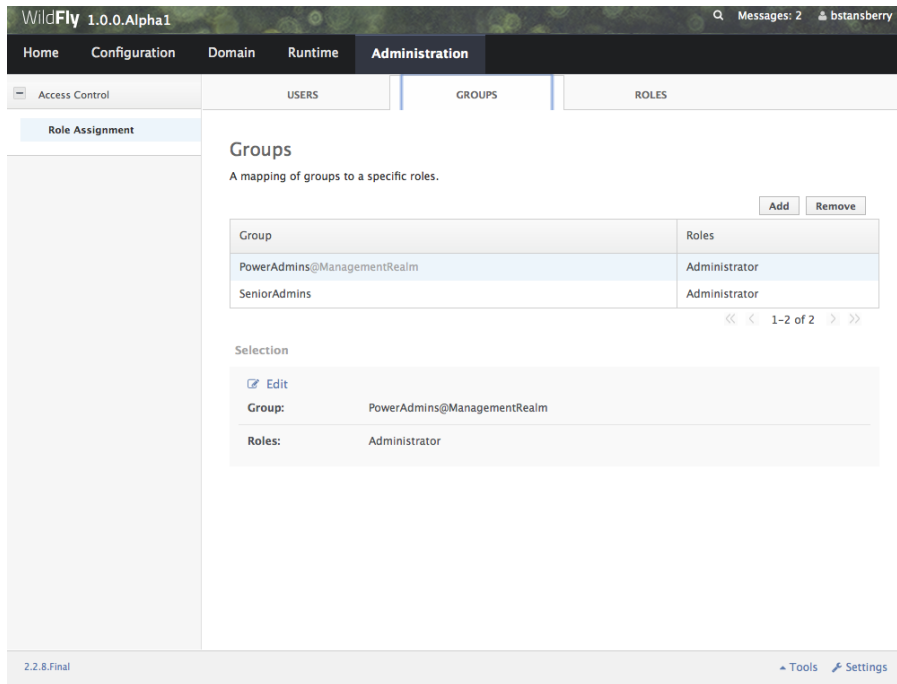 WildFly 1.0.0.Alpha1 Messages: 2 bstansberry
Home Configuration Domain Runtime Administration
Access Control USERS GROUPS ROLES
Role Assignment
Groups
A mapping of groups to a specific roles.
Add Remove
Group Roles
PowerAdmins@ManagementRealm Administrator
SeniorAdmins Administrator
1-2 of 2
Selection
Edit
Group: PowerAdmins@ManagementRealm
Roles: Administrator
2.2.8.Final Tools Settings